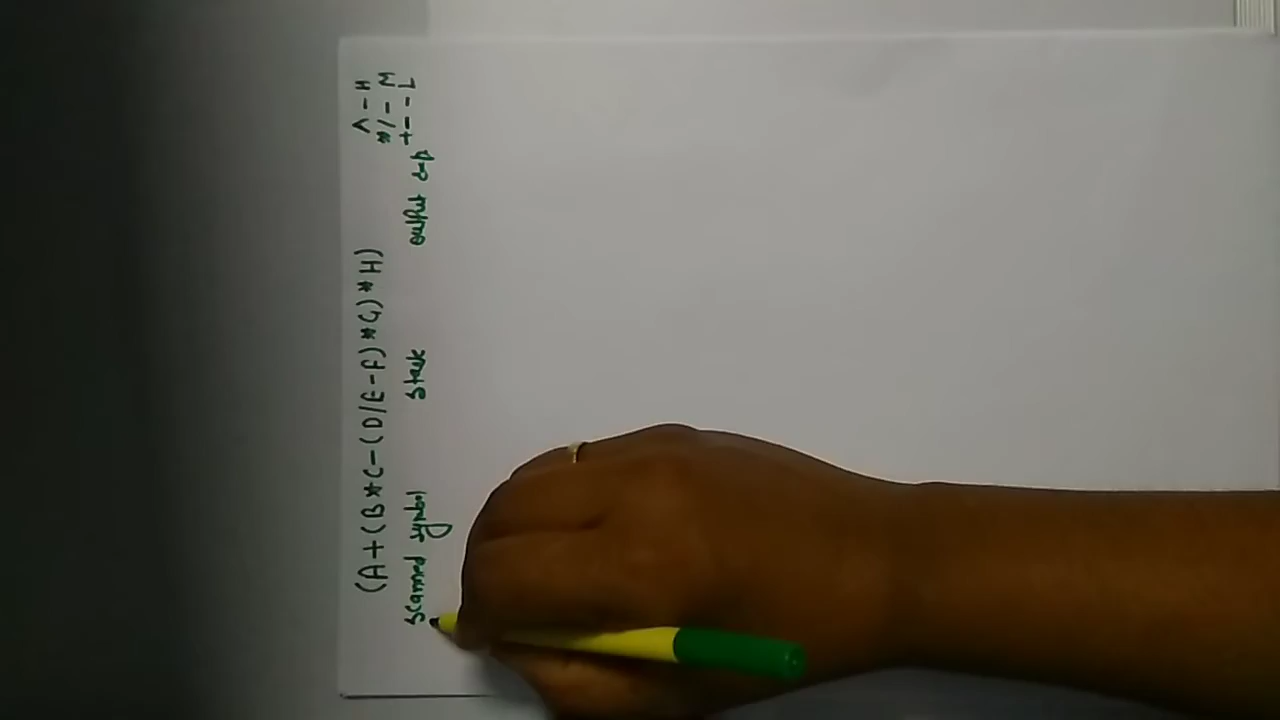 (A+(B*C-(D/E-F)*G)*H)
H - ^
M - / *
L - - +
Scanned symbol stack output exp